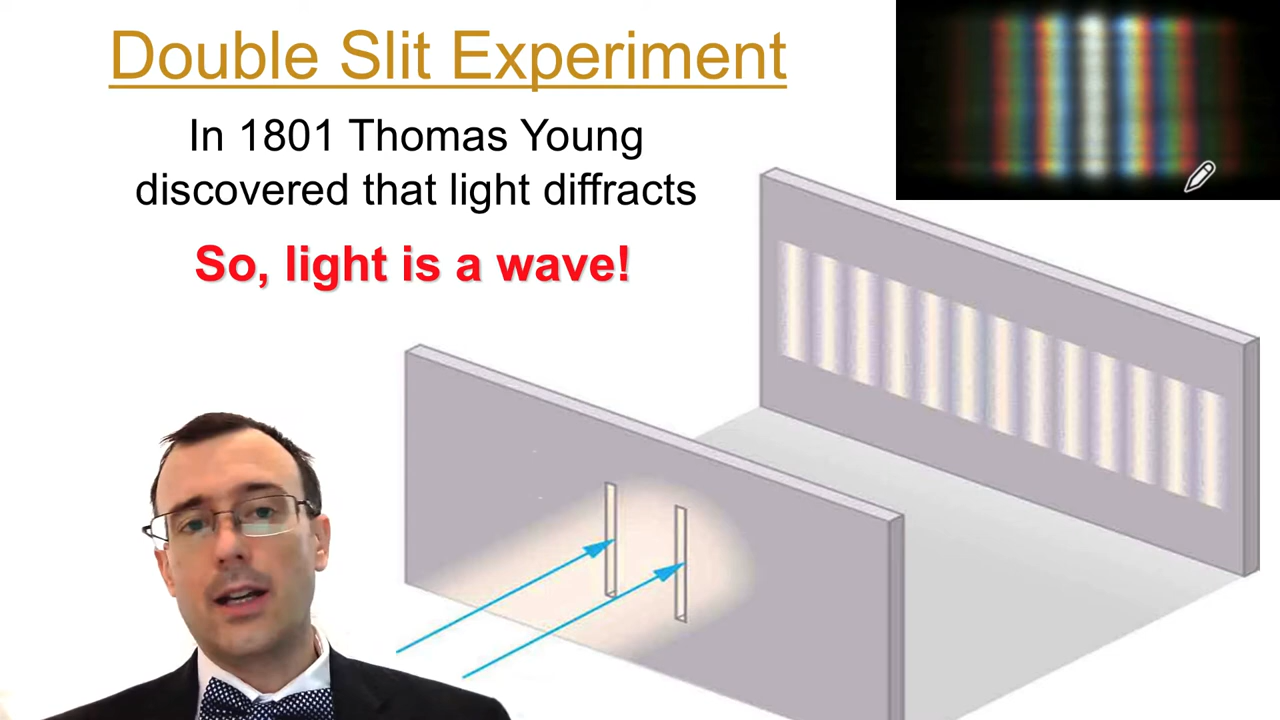 Double Slit Experiment
In 1801 Thomas Young
discovered that light diffracts
So, light is a wave!